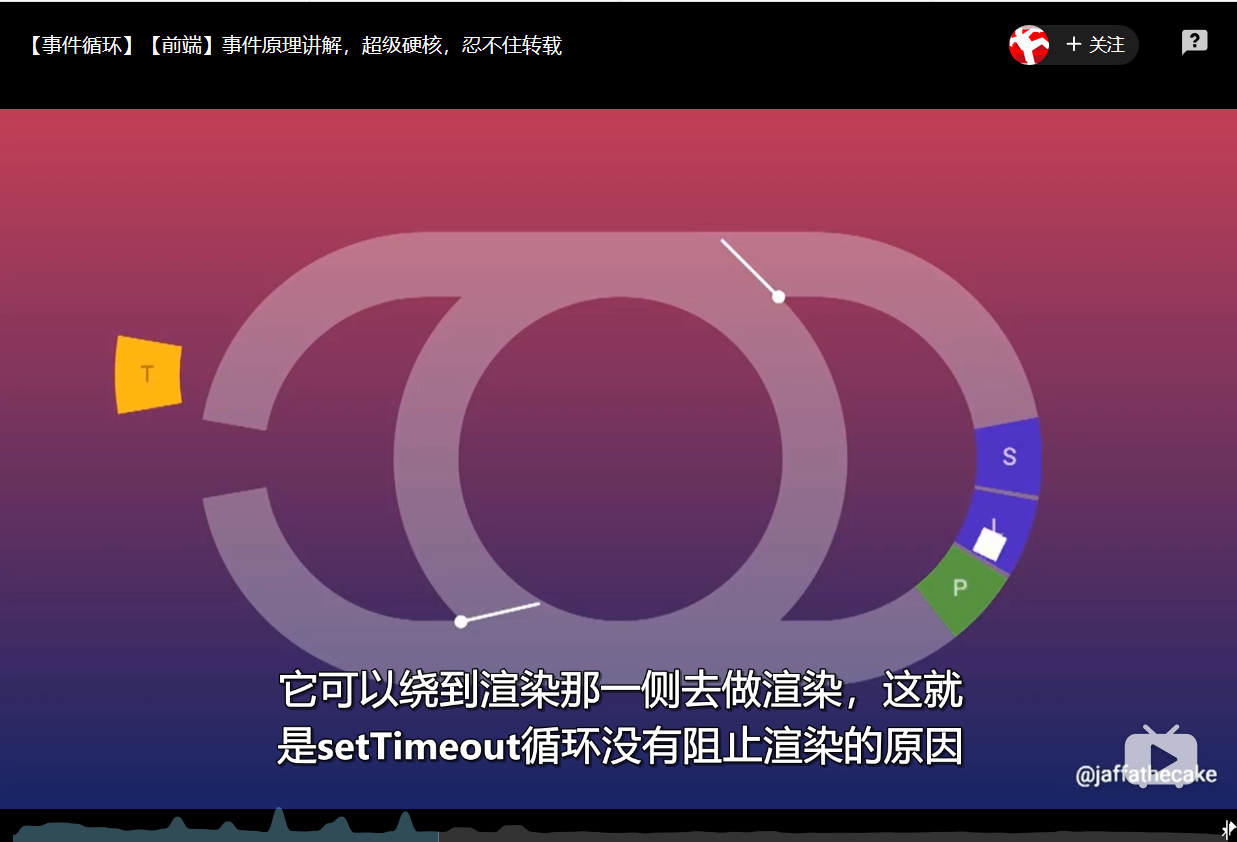 【事件循环】【前端】事件原理讲解，超级硬核，忍不住转载
+ 关注
?
T
S
L
P
它可以绕到渲染那一侧去做渲染，这就
是setTimeout循环没有阻止渲染的原因
@jaffathecake